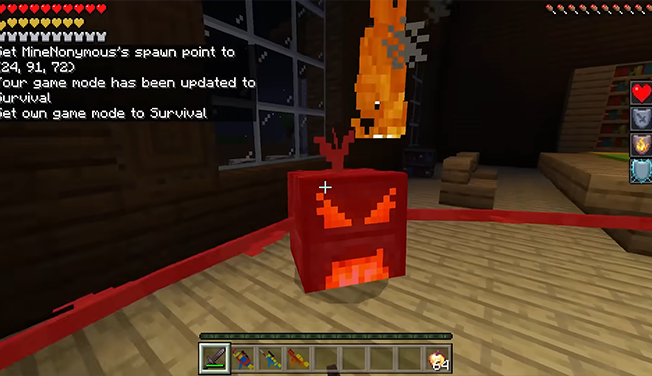 Set MineNonymous's spawn point to
(24, 91, 72)
Your game mode has been updated to
Survival
Set own game mode to Survival
64